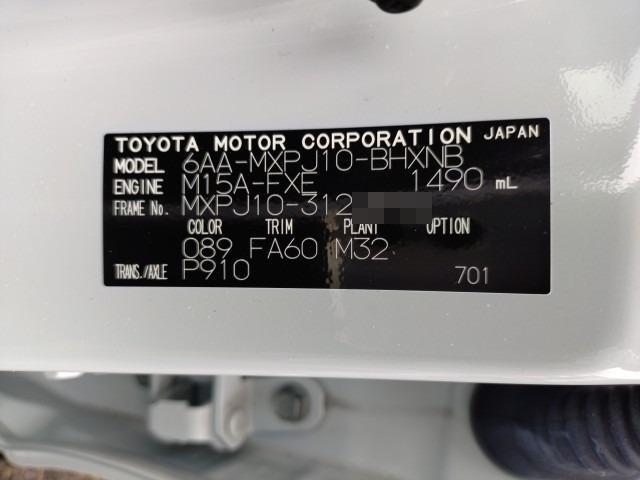 TOYOTA MOTOR CORPORATION JAPAN
MODEL 6AA-MXPJ10-BHXNB
ENGINE M15A-FXE 1490 mL
FRAME No. MXPJ10-312
COLOR TRIM PLANT OPTION
089 FA60 M32
TRANS./AXLE P910 701